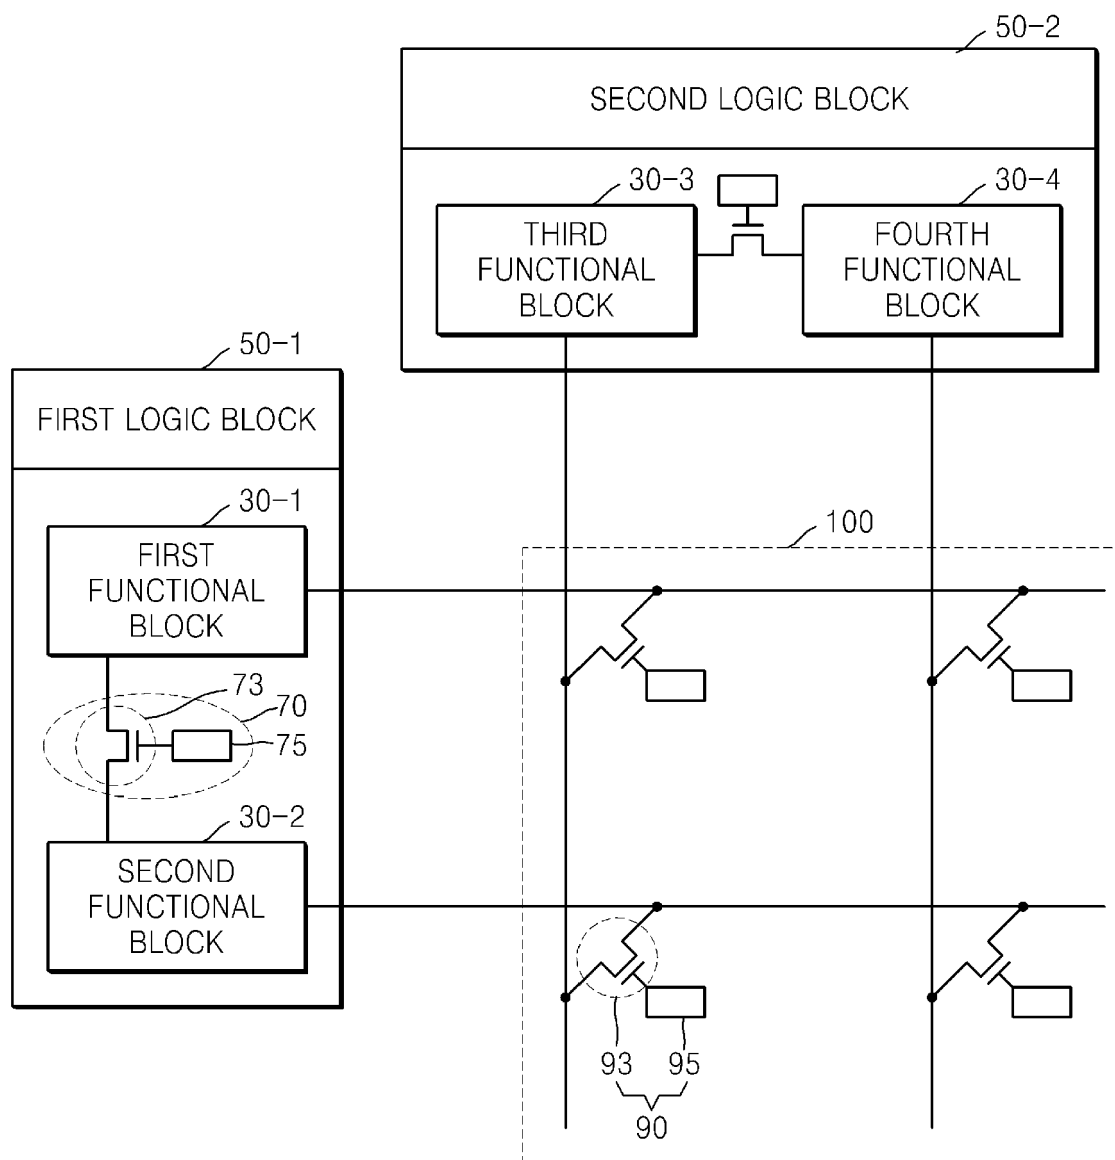 50-2
SECOND LOGIC BLOCK
30-3
30-4
THIRD
FUNCTIONAL
BLOCK
FOURTH
FUNCTIONAL
BLOCK
50-1
FIRST LOGIC BLOCK
30-1
FIRST
FUNCTIONAL
BLOCK
100
73
70
75
30-2
SECOND
FUNCTIONAL
BLOCK
93
95
90